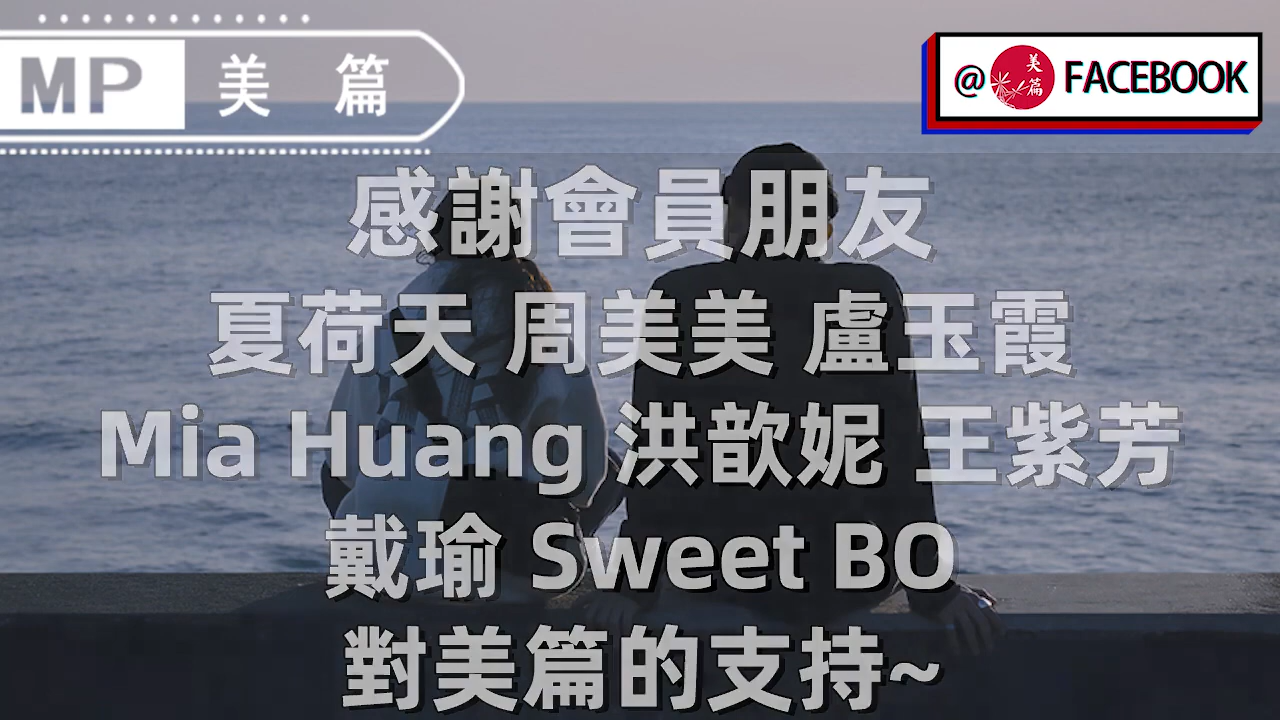 MP 美篇
@美篇 FACEBOOK
感謝會員朋友
夏荷天 周美美 盧玉霞
Mia Huang 洪歆妮 王紫芳
戴瑜 Sweet BO
對美篇的支持~